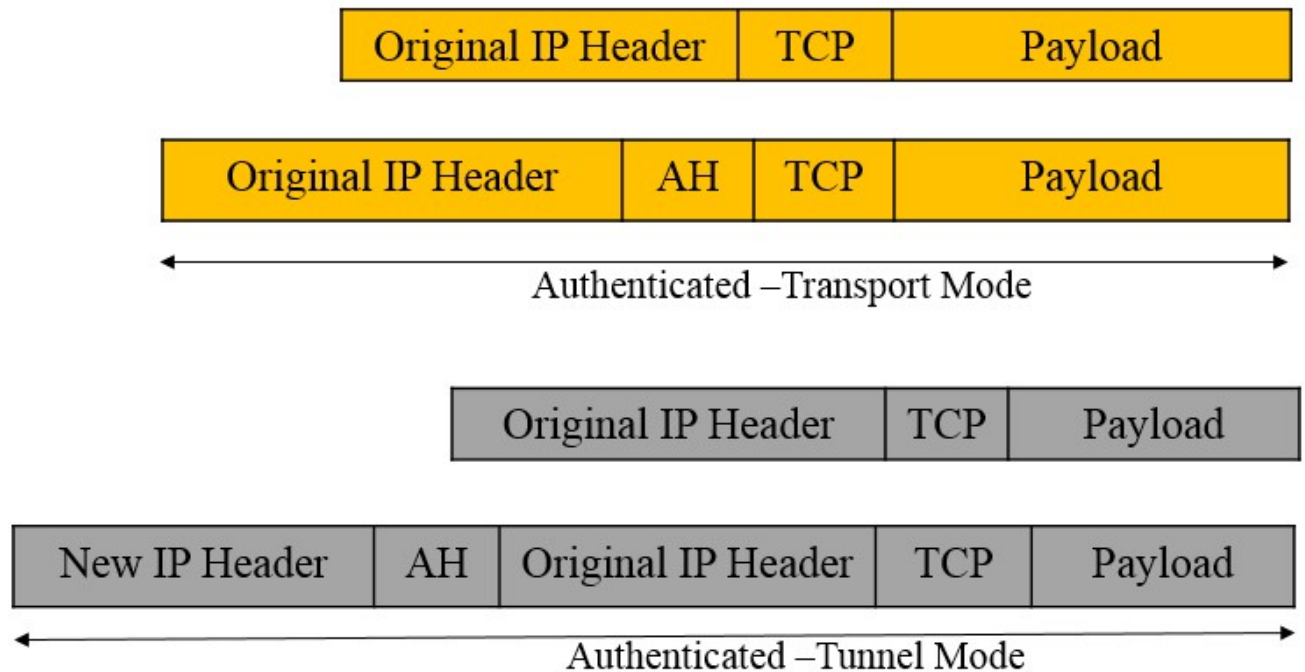 Original IP Header TCP Payload
Original IP Header AH TCP Payload
Authenticated –Transport Mode
Original IP Header TCP Payload
New IP Header AH Original IP Header TCP Payload
Authenticated –Tunnel Mode